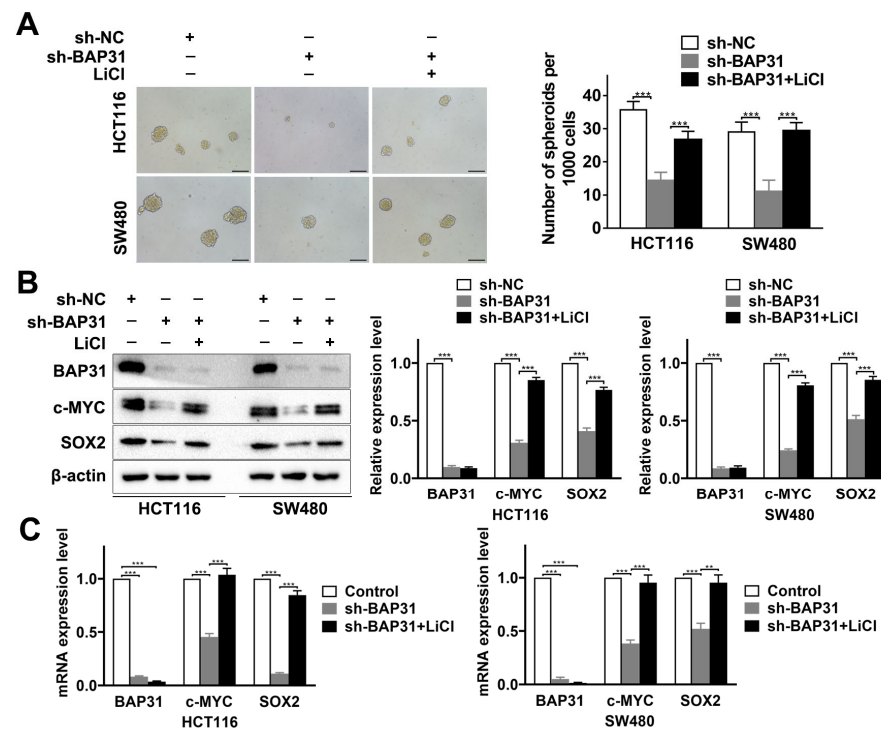 A
sh-NC + – –
sh-BAP31 – + +
LiCl – – +
HCT116
SW480
sh-NC
sh-BAP31
sh-BAP31+LiCl
Number of spheroids per
1000 cells
40
30
20
10
0
*** *** *** ***
HCT116 SW480
B
sh-NC + – – + – –
sh-BAP31 – + + – + +
LiCl – – + – – +
BAP31
c-MYC
SOX2
β-actin
HCT116 SW480
sh-NC
sh-BAP31
sh-BAP31+LiCl
Relative expression level
1.0
0.5
0.0
*** *** *** *** ***
BAP31 c-MYC SOX2
HCT116
sh-NC
sh-BAP31
sh-BAP31+LiCl
Relative expression level
1.0
0.5
0.0
*** *** *** *** ***
BAP31 c-MYC SOX2
SW480
C
mRNA expression level
1.0
0.5
0.0
*** *** *** *** *** ***
BAP31 c-MYC SOX2
HCT116
Control
sh-BAP31
sh-BAP31+LiCl
mRNA expression level
1.0
0.5
0.0
*** *** *** *** *** **
BAP31 c-MYC SOX2
SW480
Control
sh-BAP31
sh-BAP31+LiCl